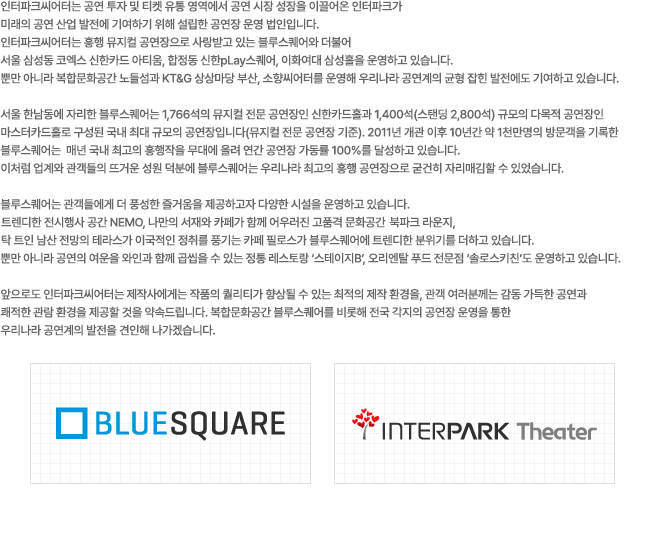 인터파크씨어터는 공연 투자 및 티켓 유통 영역에서 공연 시장 성장을 이끌어온 인터파크가
미래의 공연 산업 발전에 기여하기 위해 설립한 공연장 운영 법인입니다.
인터파크씨어터는 흥행 뮤지컬 공연장으로 사랑받고 있는 블루스퀘어와 더불어
서울 삼성동 코엑스 신한카드 아티움, 합정동 신한pLay스퀘어, 이화여대 삼성홀을 운영하고 있습니다.
뿐만 아니라 복합문화공간 노들섬과 KT&G 상상마당 부산, 소향씨어터를 운영해 우리나라 공연계의 균형 잡힌 발전에도 기여하고 있습니다.
서울 한남동에 자리한 블루스퀘어는 1,766석의 뮤지컬 전문 공연장인 신한카드홀과 1,400석(스탠딩 2,800석) 규모의 다목적 공연장인
마스터카드홀로 구성된 국내 최대 규모의 공연장입니다(뮤지컬 전문 공연장 기준). 2011년 개관 이후 10년간 약 1천만명의 방문객을 기록한
블루스퀘어는 매년 국내 최고의 흥행작을 무대에 올려 연간 공연장 가동률 100%를 달성하고 있습니다.
이처럼 업계와 관객들의 뜨거운 성원 덕분에 블루스퀘어는 우리나라 최고의 흥행 공연장으로 굳건히 자리매김할 수 있었습니다.
블루스퀘어는 관객들에게 더 풍성한 즐거움을 제공하고자 다양한 시설을 운영하고 있습니다.
트렌디한 전시행사 공간 NEMO, 나만의 서재와 카페가 함께 어우러진 고품격 문화공간 북파크 라운지,
탁 트인 남산 전망의 테라스가 이국적인 정취를 풍기는 카페 필로스가 블루스퀘어에 트렌디한 분위기를 더하고 있습니다.
뿐만 아니라 공연의 여운을 와인과 함께 곱씹을 수 있는 정통 레스토랑 ‘스테이지B’, 오리엔탈 푸드 전문점 ‘솔로스키친’도 운영하고 있습니다.
앞으로도 인터파크씨어터는 제작사에게는 작품의 퀄리티가 향상될 수 있는 최적의 제작 환경을, 관객 여러분께는 감동 가득한 공연과
쾌적한 관람 환경을 제공할 것을 약속드립니다. 복합문화공간 블루스퀘어를 비롯해 전국 각지의 공연장 운영을 통한
우리나라 공연계의 발전을 견인해 나가겠습니다.
BLUESQUARE
INTERPARK Theater